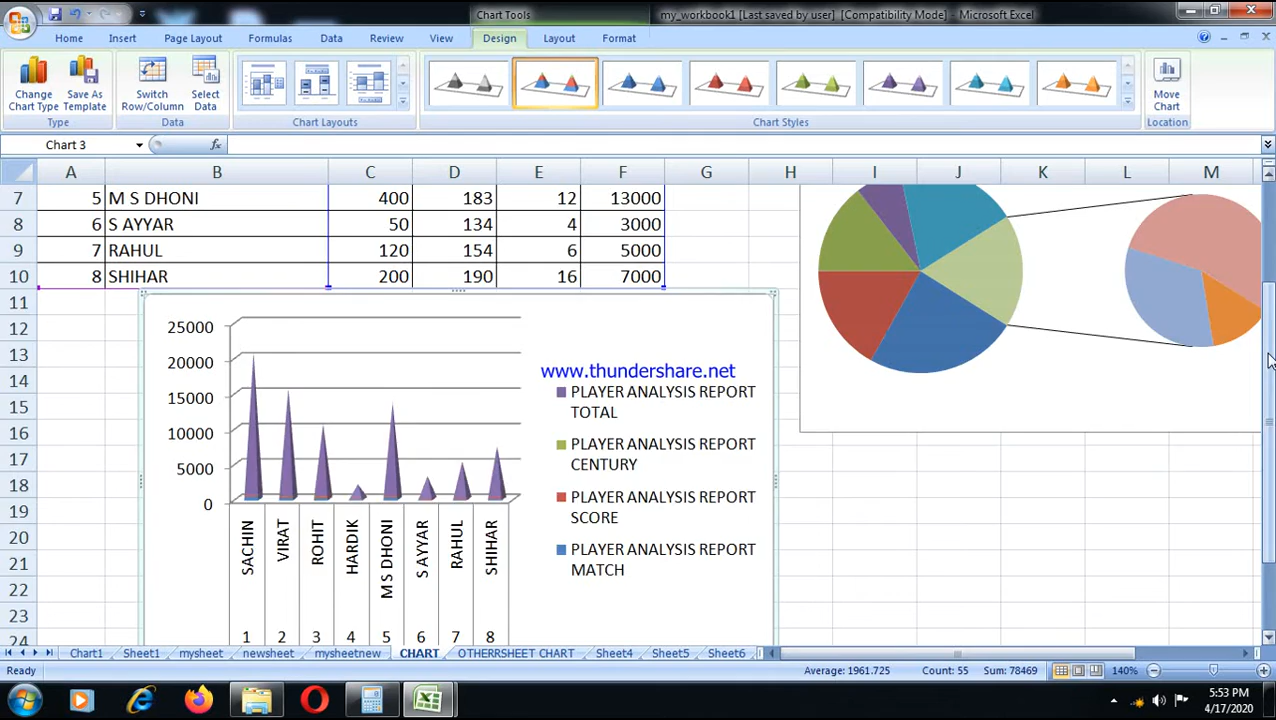 Chart Tools
my_workbook1 [Last saved by user] [Compatibility Mode] - Microsoft Excel
Home Insert Page Layout Formulas Data Review View Design Layout Format
Change Chart Type
Save As Template
Switch Row/Column
Select Data
Move Chart
Type Data Chart Layouts Chart Styles Location
Chart 3 fx
A B C D E F G H I J K L M
7 5 M S DHONI 400 183 12 13000
8 6 S AYYAR 50 134 4 3000
9 7 RAHUL 120 154 6 5000
10 8 SHIHAR 200 190 16 7000
11
12
13
14
15
16
17
18
19
20
21
22
23
24
25000
20000
15000
10000
5000
0
www.thundershare.net
PLAYER ANALYSIS REPORT
TOTAL
PLAYER ANALYSIS REPORT
CENTURY
PLAYER ANALYSIS REPORT
SCORE
PLAYER ANALYSIS REPORT
MATCH
SACHIN VIRAT ROHIT HARDIK M S DHONI S AYYAR RAHUL SHIHAR
1 2 3 4 5 6 7 8
Chart1 Sheet1 mysheet newsheet mysheetnew CHART OTHERRSHEET CHART Sheet4 Sheet5 Sheet6
Ready Average: 1961.725 Count: 55 Sum: 78469 140%
5:53 PM
4/17/2020